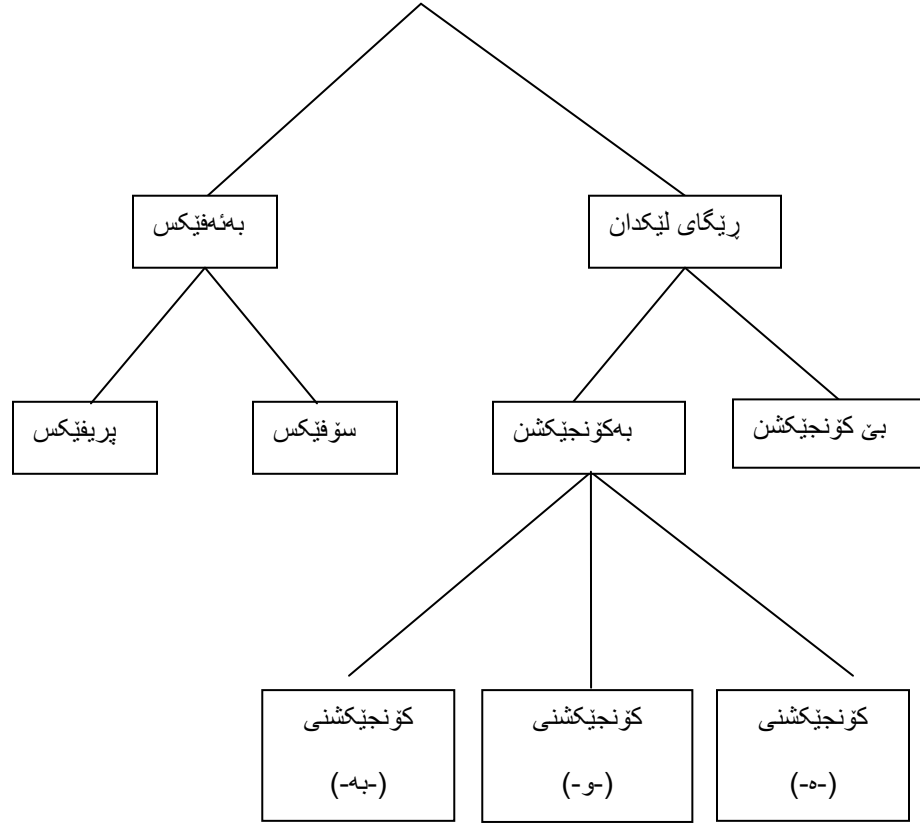 ڕێگای لێکدان
بەئەفێکس
بێ کۆنجێکشن
بەکۆنجێکشن
سۆفێکس
پریفێکس
کۆنجێکشنی
(-ە-)
کۆنجێکشنی
(-و-)
کۆنجێکشنی
(-بە-)